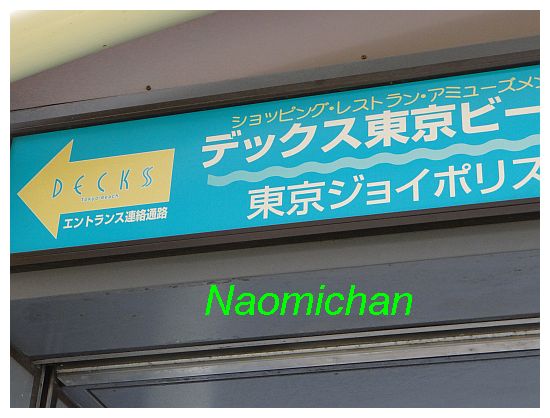 ショッピング・レストラン・アミューズメン
デックス東京ビー
東京ジョイポリス
DECKS
Tokyo Beach
エントランス連絡通路
Naomichan